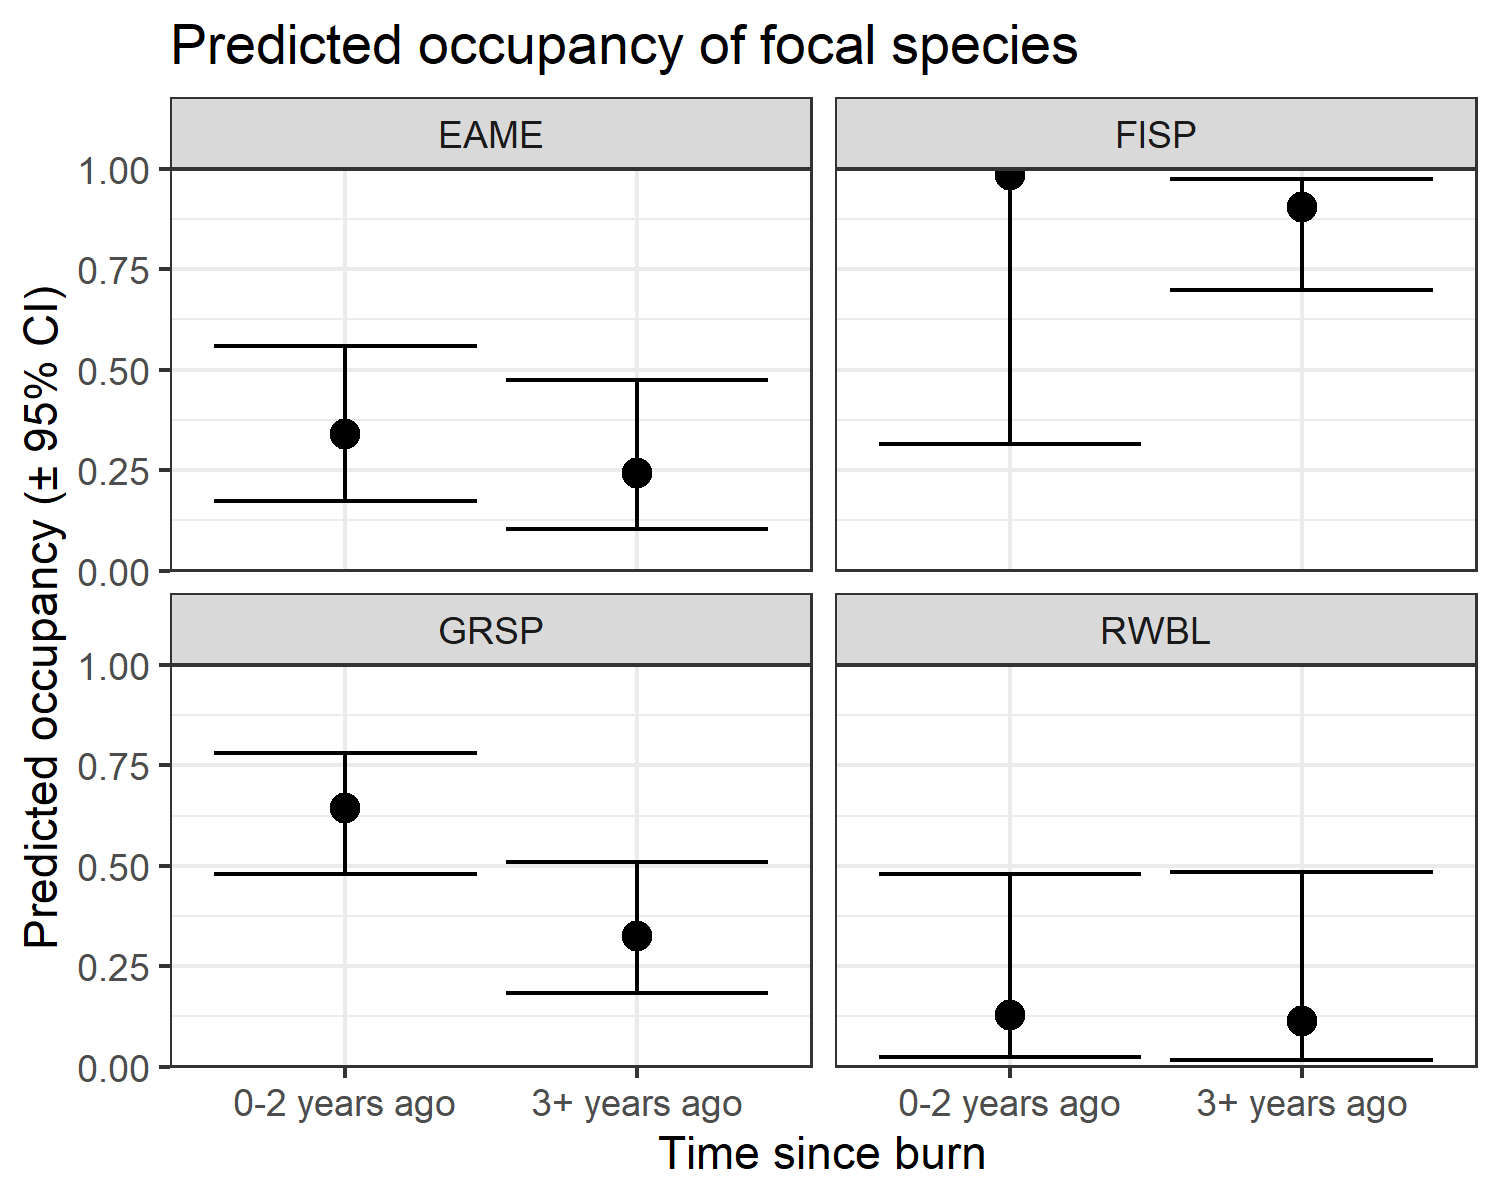 Predicted occupancy of focal species
EAME
FISP
1.00
0.75
0.50
0.25
0.00
GRSP
RWBL
1.00
0.75
0.50
0.25
0.00
Predicted occupancy (± 95% CI)
0-2 years ago
3+ years ago
0-2 years ago
3+ years ago
Time since burn